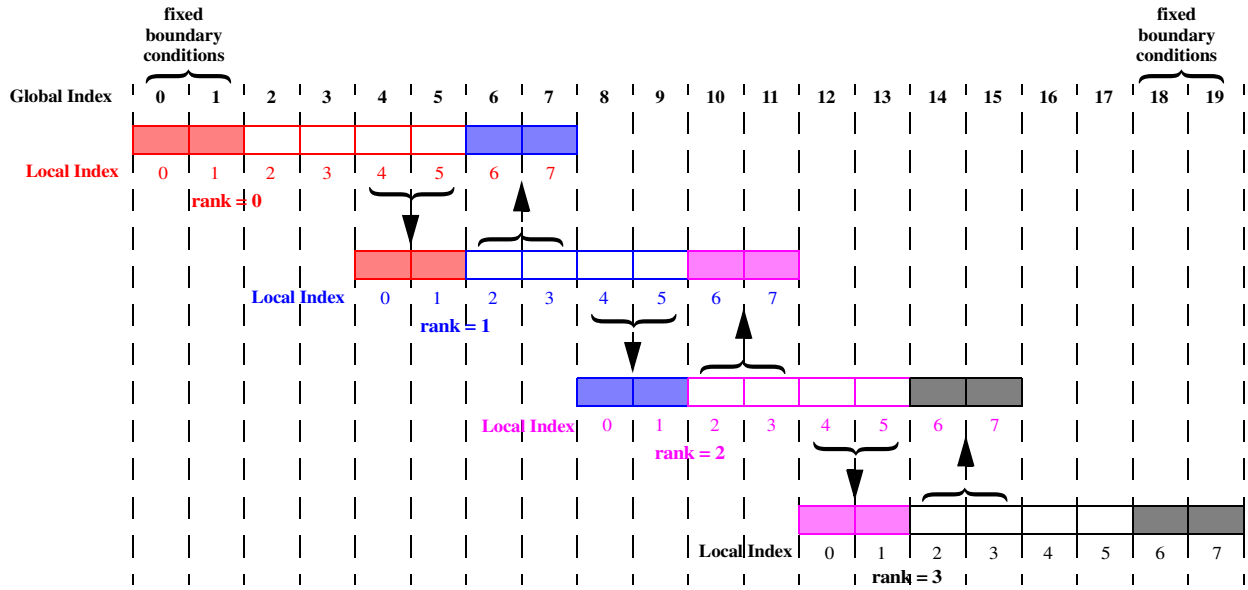 fixed boundary conditions
fixed boundary conditions
Global Index 0 1 2 3 4 5 6 7 8 9 10 11 12 13 14 15 16 17 18 19
Local Index 0 1 2 3 4 5 6 7
rank = 0
Local Index 0 1 2 3 4 5 6 7
rank = 1
Local Index 0 1 2 3 4 5 6 7
rank = 2
Local Index 0 1 2 3 4 5 6 7
rank = 3